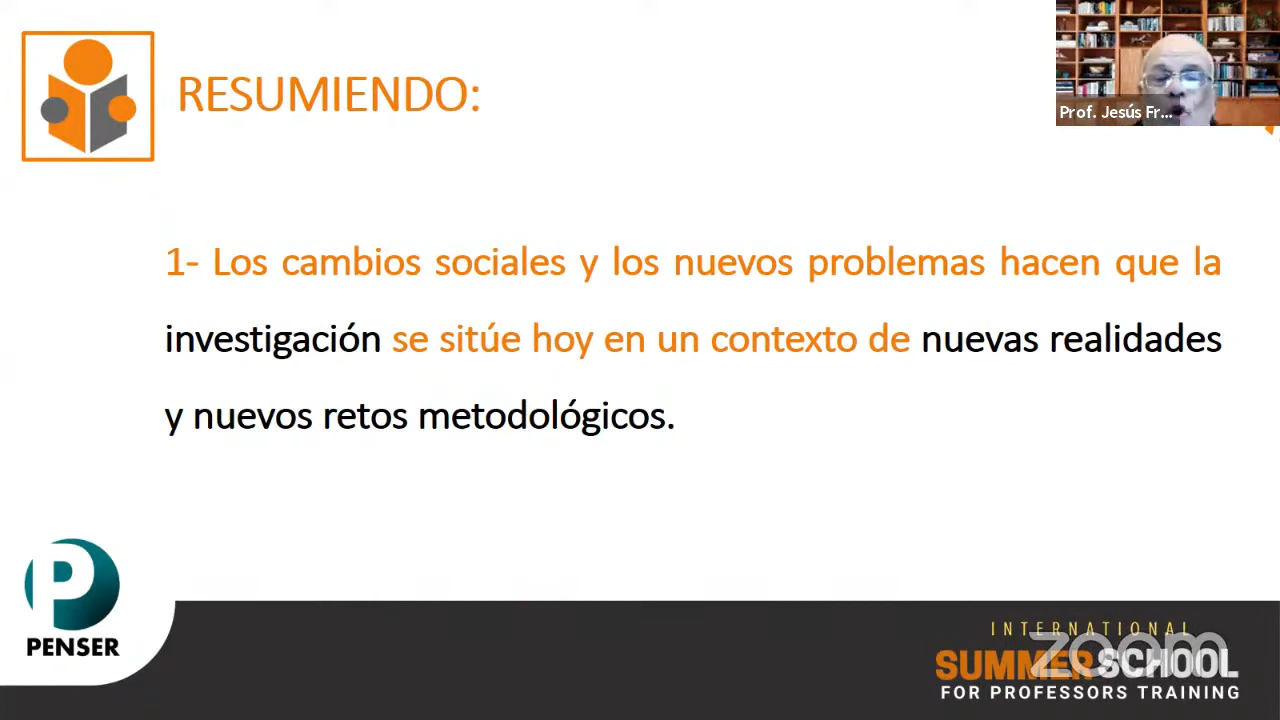 RESUMIENDO:
Prof. Jesús Fr...
1- Los cambios sociales y los nuevos problemas hacen que la
investigación se sitúe hoy en un contexto de nuevas realidades
y nuevos retos metodológicos.
P
PENSER
INTERNATIONAL
SUMMER SCHOOL
zoom
FOR PROFESSORS TRAINING